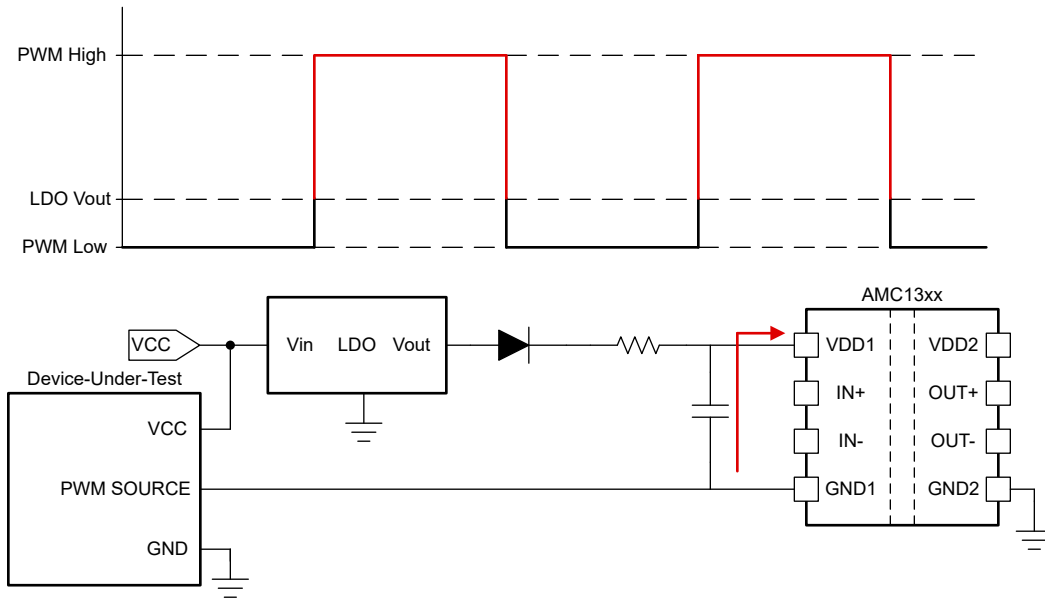 PWM High
LDO Vout
PWM Low
AMC13xx
VCC
Vin LDO Vout
VDD1 VDD2
Device-Under-Test
IN+ OUT+
VCC
IN- OUT-
PWM SOURCE
GND1 GND2
GND